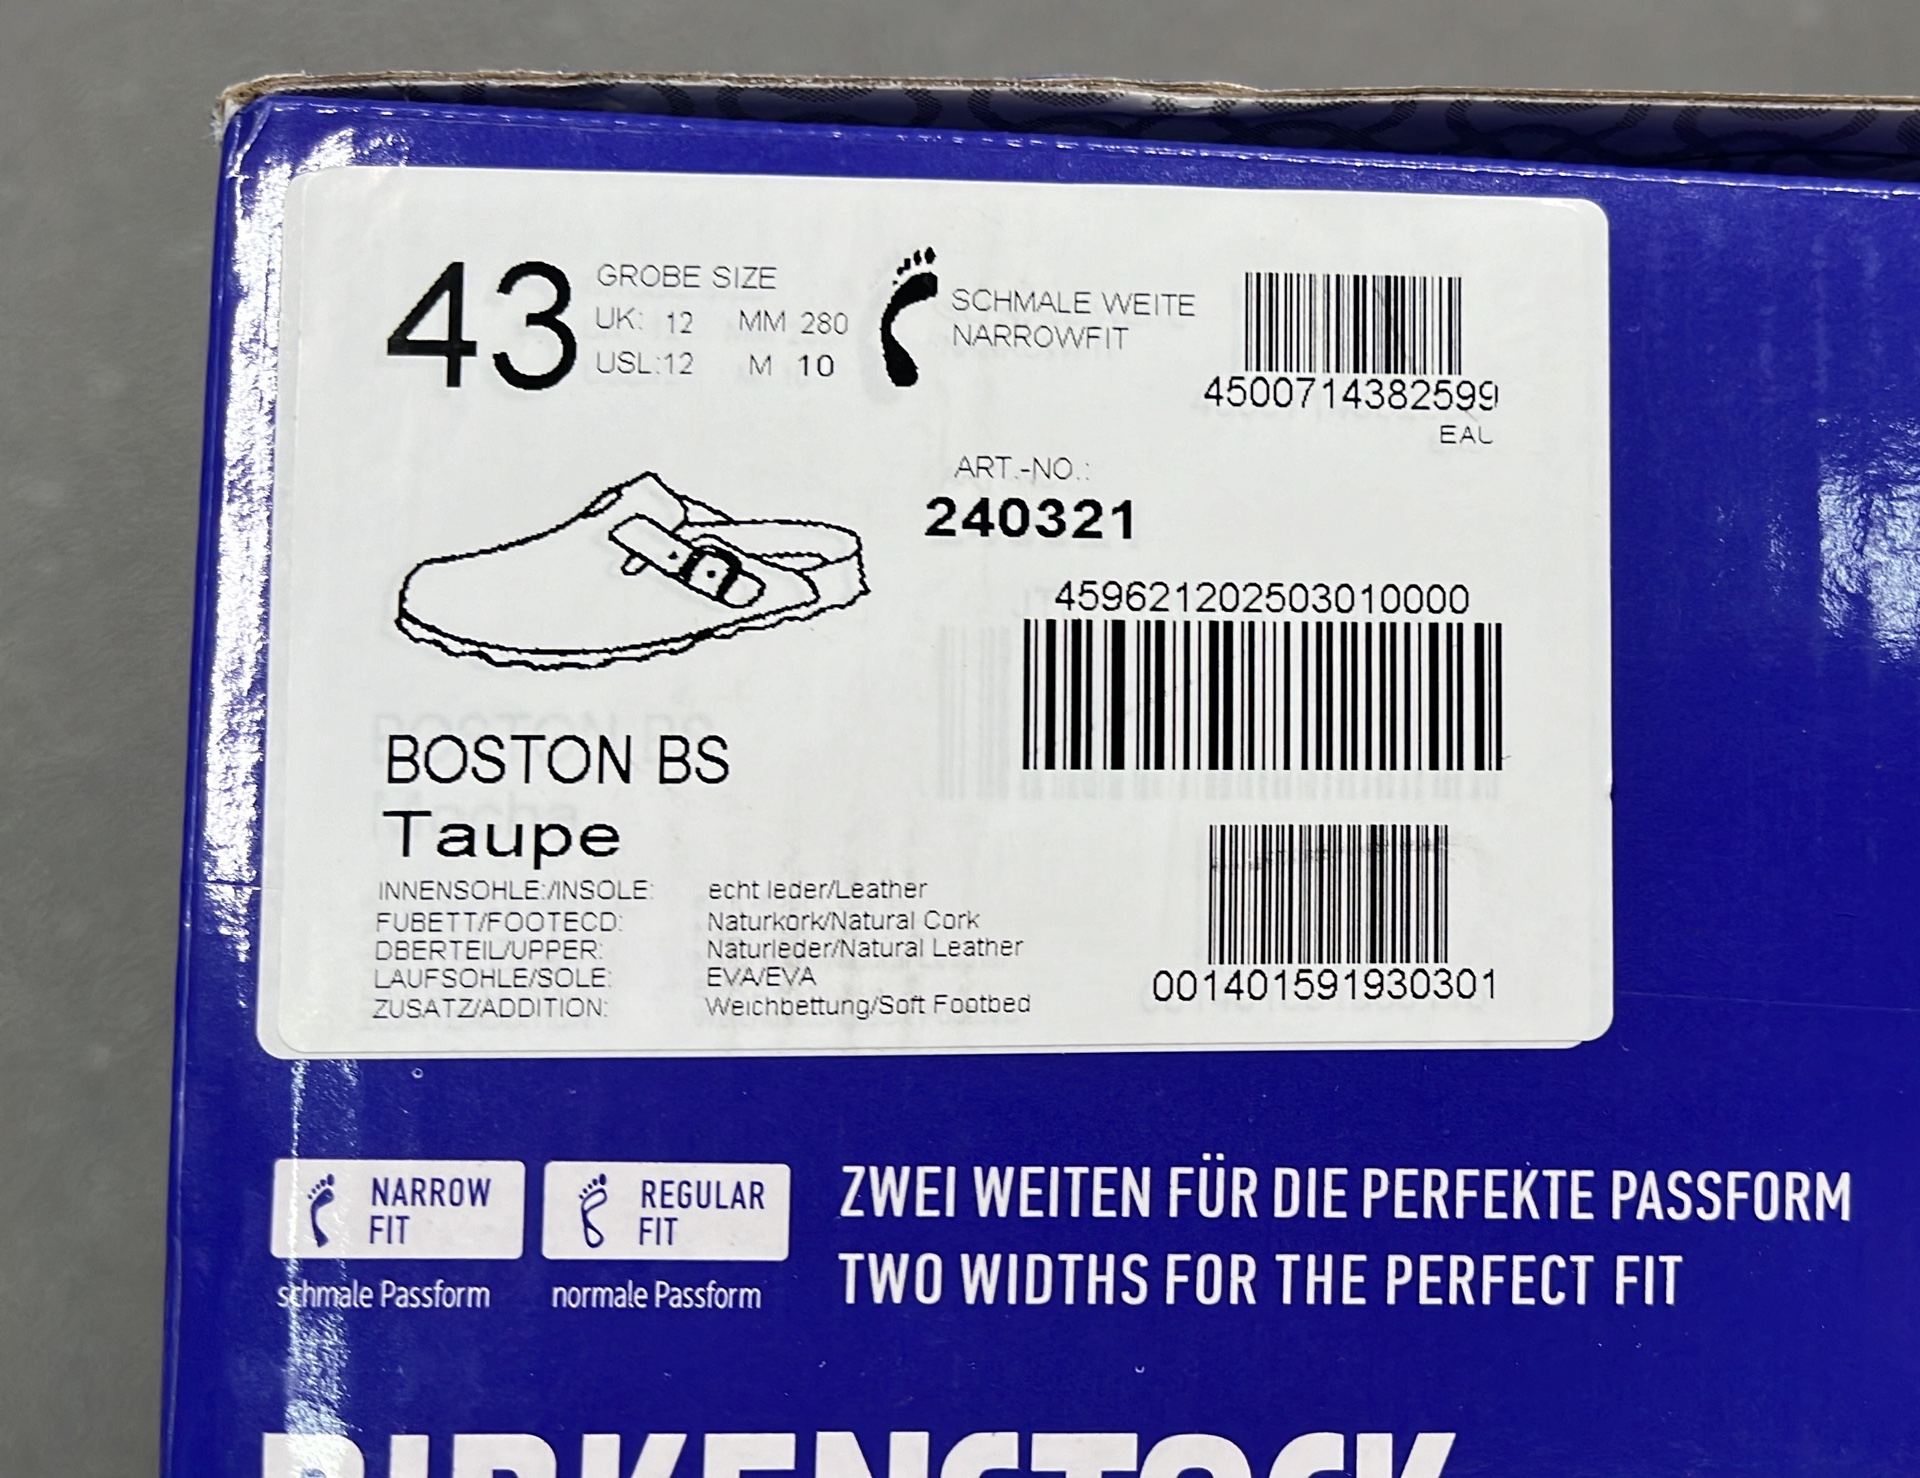 43
GROBE SIZE
UK: 12 MM 280
USL:12 M 10
SCHMALE WEITE
NARROWFIT
4500714382599
EAL
ART.-NO.:
240321
459621202503010000
BOSTON BS
Taupe
INNENSOHLE:/INSOLE: echt leder/Leather
FUBETT/FOOTECD: Naturkork/Natural Cork
DBERTEIL/UPPER: Naturleder/Natural Leather
LAUFSOHLE/SOLE: EVA/EVA
ZUSATZ/ADDITION: Weichbettung/Soft Footbed
001401591930301
NARROW
FIT
schmale Passform
REGULAR
FIT
normale Passform
ZWEI WEITEN FÜR DIE PERFEKTE PASSFORM
TWO WIDTHS FOR THE PERFECT FIT
BIRKENSTOCK